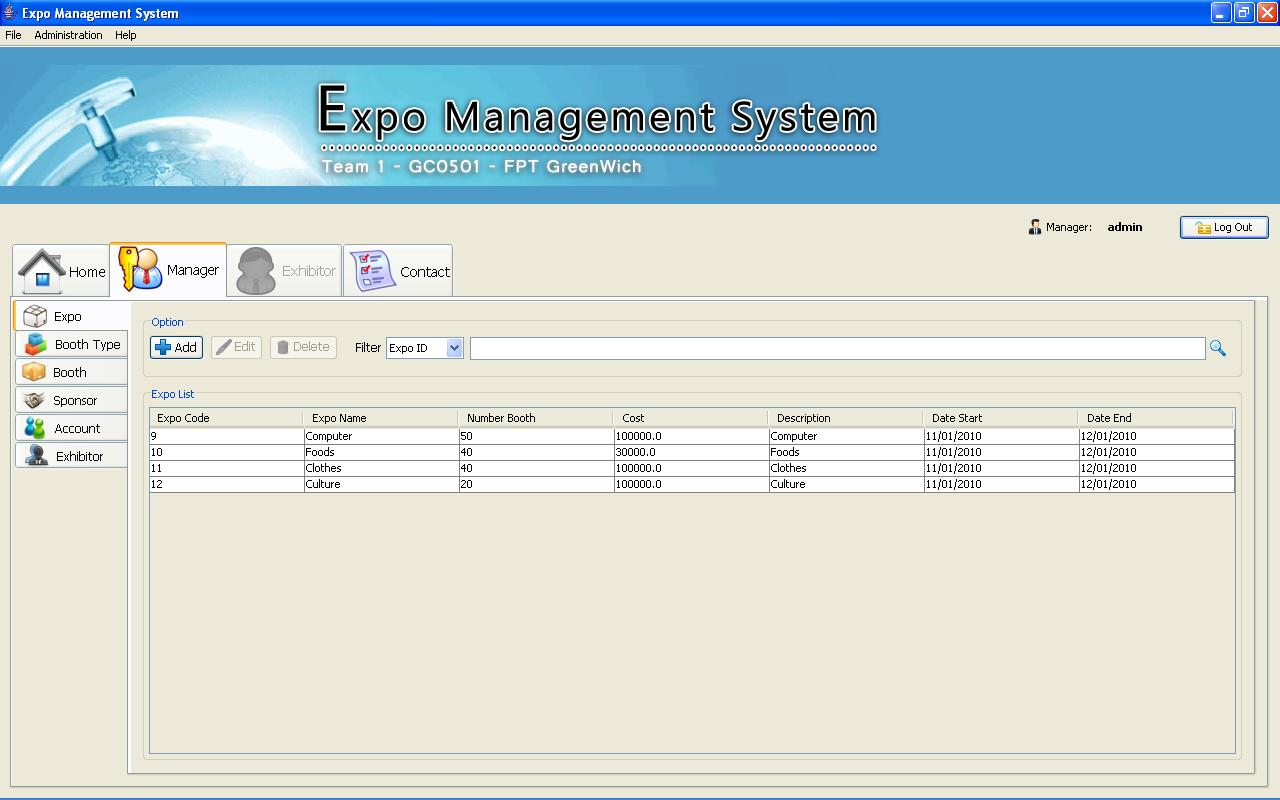 Expo Management System
File Administration Help
Expo Management System
Team 1 - GC0501 - FPT GreenWich
Manager: admin Log Out
Home Manager Exhibitor Contact
Expo
Booth Type
Booth
Sponsor
Account
Exhibitor
Option
Add Edit Delete Filter Expo ID
Expo List
Expo Code Expo Name Number Booth Cost Description Date Start Date End
9 Computer 50 100000.0 Computer 11/01/2010 12/01/2010
10 Foods 40 30000.0 Foods 11/01/2010 12/01/2010
11 Clothes 40 100000.0 Clothes 11/01/2010 12/01/2010
12 Culture 20 100000.0 Culture 11/01/2010 12/01/2010